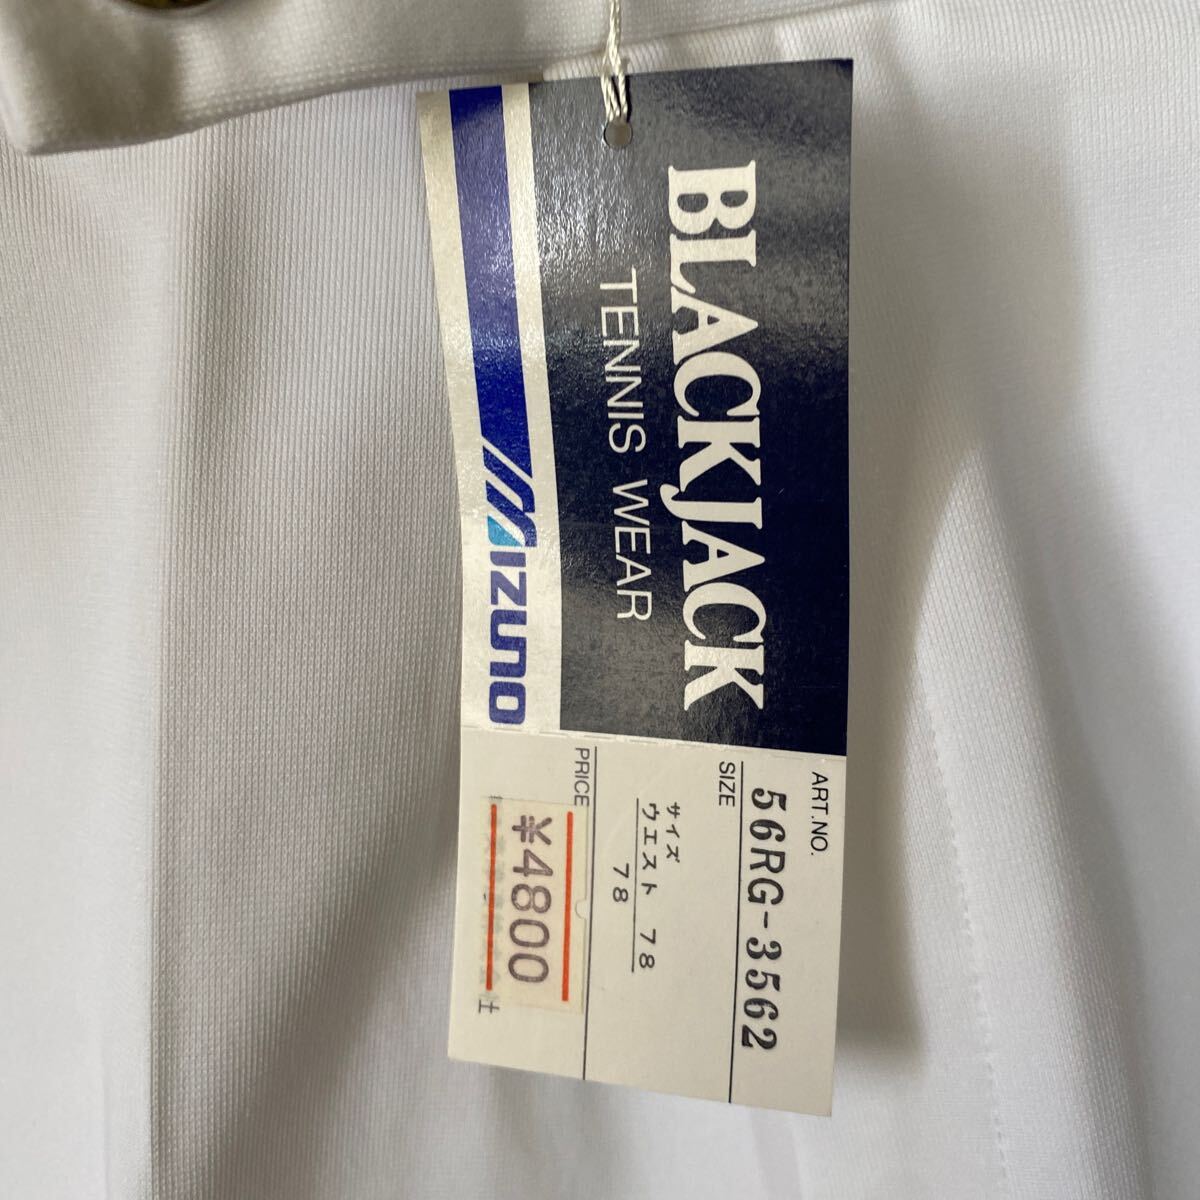 BLACKJACK
TENNIS WEAR
MIZUNO
ART.NO.
56RG-3562
SIZE
サイズ
ウエスト 78
78
PRICE
¥4800